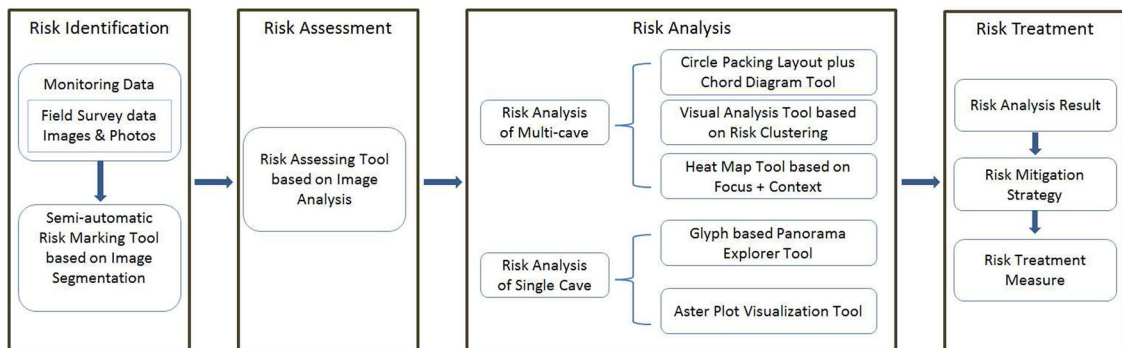 Risk Identification
Monitoring Data
Field Survey data
Images & Photos
Semi-automatic
Risk Marking Tool
based on Image
Segmentation
Risk Assessment
Risk Assessing Tool
based on Image
Analysis
Risk Analysis
Risk Analysis
of Multi-cave
Circle Packing Layout plus
Chord Diagram Tool
Visual Analysis Tool based
on Risk Clustering
Heat Map Tool based on
Focus + Context
Risk Analysis
of Single Cave
Glyph based Panorama
Explorer Tool
Aster Plot Visualization Tool
Risk Treatment
Risk Analysis Result
Risk Mitigation
Strategy
Risk Treatment
Measure